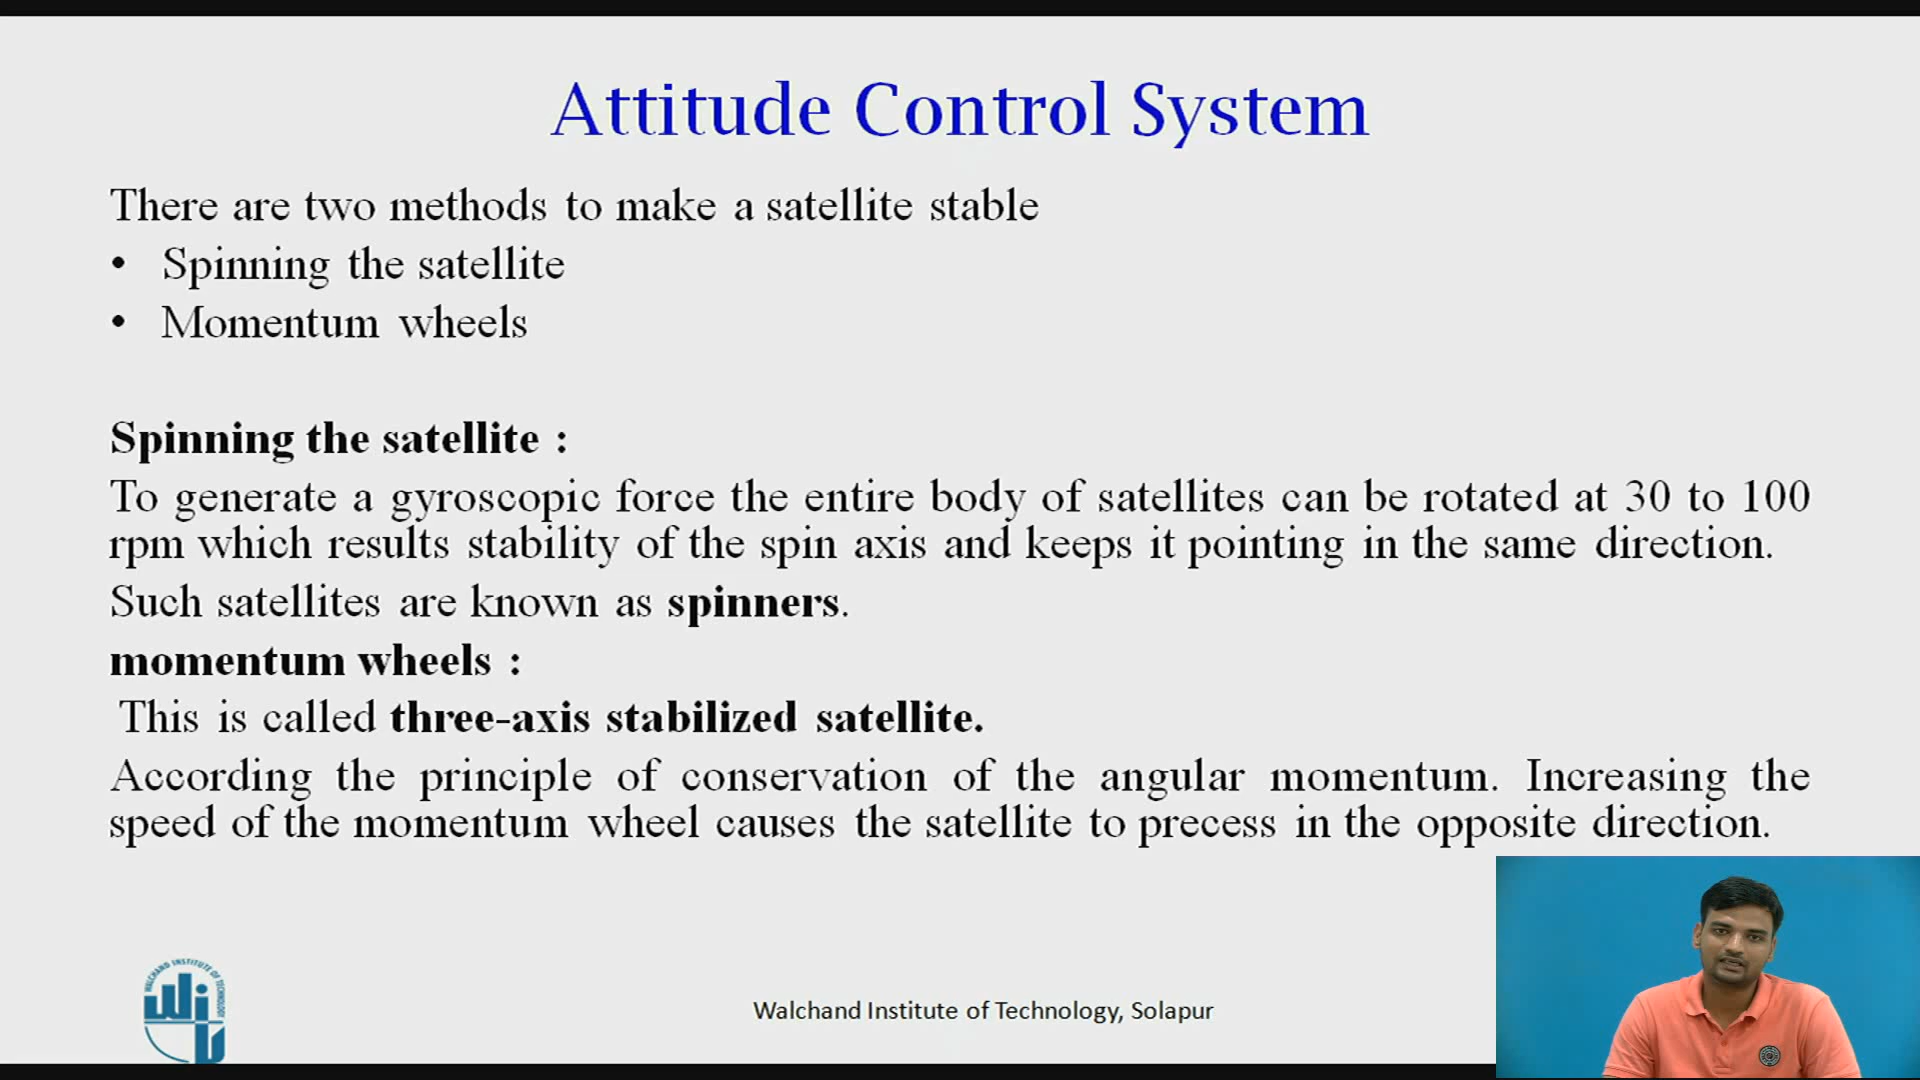 Attitude Control System
There are two methods to make a satellite stable
• Spinning the satellite
• Momentum wheels
Spinning the satellite :
To generate a gyroscopic force the entire body of satellites can be rotated at 30 to 100
rpm which results stability of the spin axis and keeps it pointing in the same direction.
Such satellites are known as spinners.
momentum wheels :
This is called three-axis stabilized satellite.
According the principle of conservation of the angular momentum. Increasing the
speed of the momentum wheel causes the satellite to precess in the opposite direction.
WALCHAND INSTITUTE OF TECHNOLOGY
Walchand Institute of Technology, Solapur